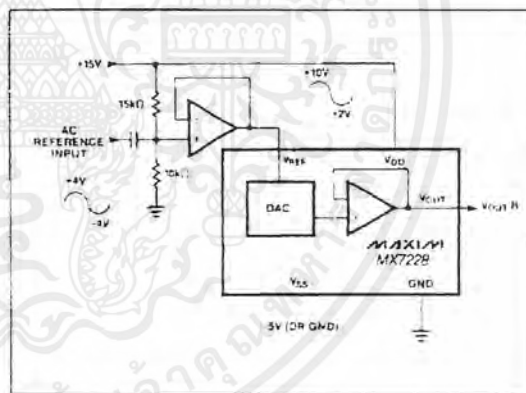 +15V
+10V
15kΩ
+2V
AC
REFERENCE
INPUT
VREF
VDD
10kΩ
+4V
-4V
DAC
VOUT
MAXIM
MX7228
VSS
GND
-5V (OR GND)